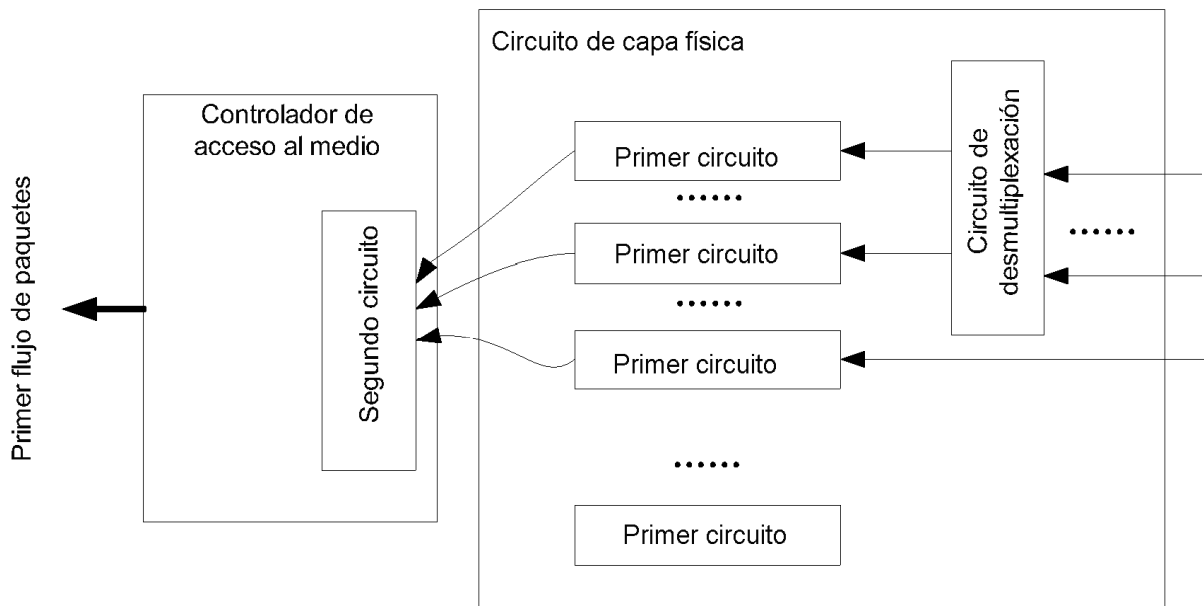 Circuito de capa física
Controlador de
acceso al medio
Primer circuito
Primer circuito
Primer circuito
Primer circuito
Circuito de
desmultiplexación
Segundo circuito
Primer flujo de paquetes